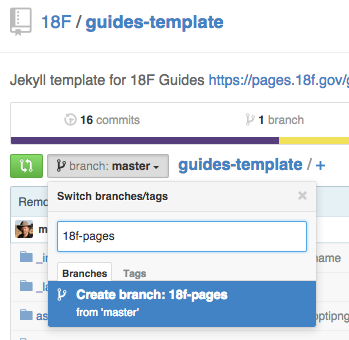 18F / guides-template
Jekyll template for 18F Guides https://pages.18f.gov/g
16 commits 1 branch
branch: master guides-template / +
Switch branches/tags
Remo
18f-pages
m
Branches Tags
_in
name
Create branch: 18f-pages
_la
from 'master'
as
optipng